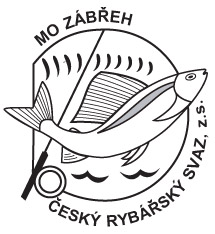 MO ZÁBŘEH
ČESKÝ RYBÁŘSKÝ SVAZ, z.s.